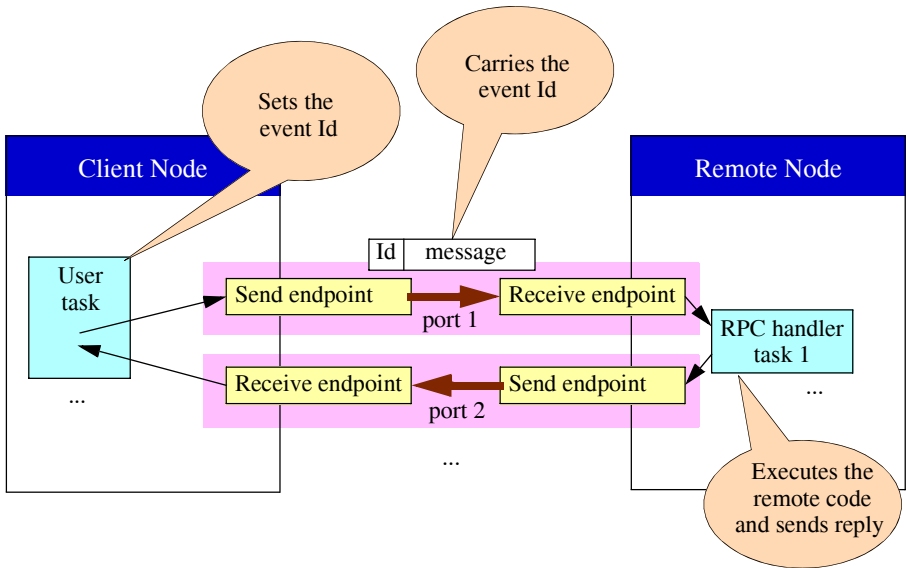 Carries the
event Id
Sets the
event Id
Client Node
Remote Node
Id message
User
task
Send endpoint
Receive endpoint
port 1
RPC handler
task 1
Receive endpoint
Send endpoint
port 2
...
...
...
Executes the
remote code
and sends reply